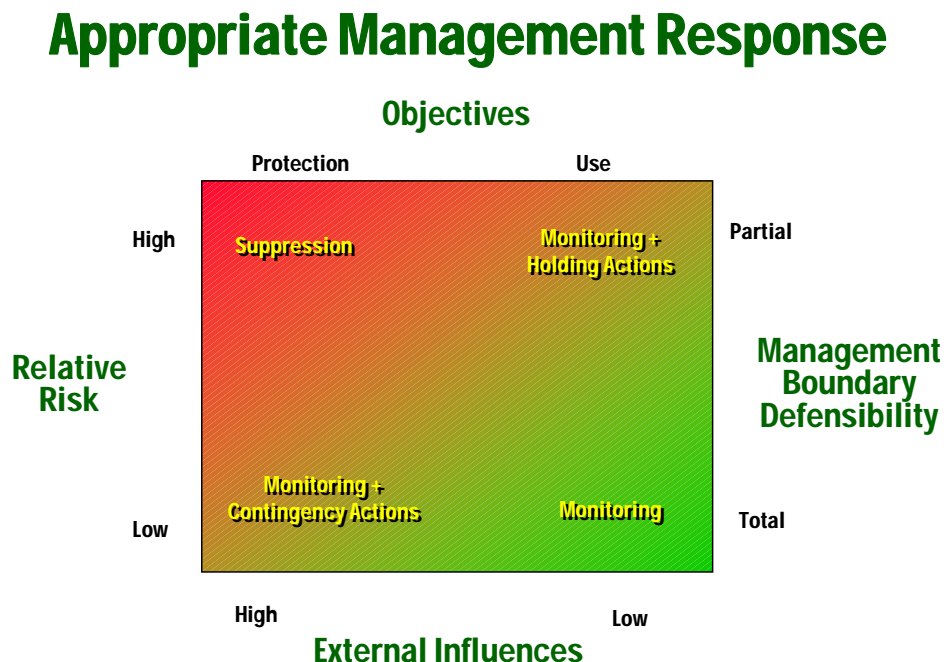 Appropriate Management Response
Objectives
Protection
Use
High
Suppression
Monitoring +
Holding Actions
Partial
Relative
Risk
Management
Boundary
Defensibility
Monitoring +
Contingency Actions
Monitoring
Low
Total
High
Low
External Influences